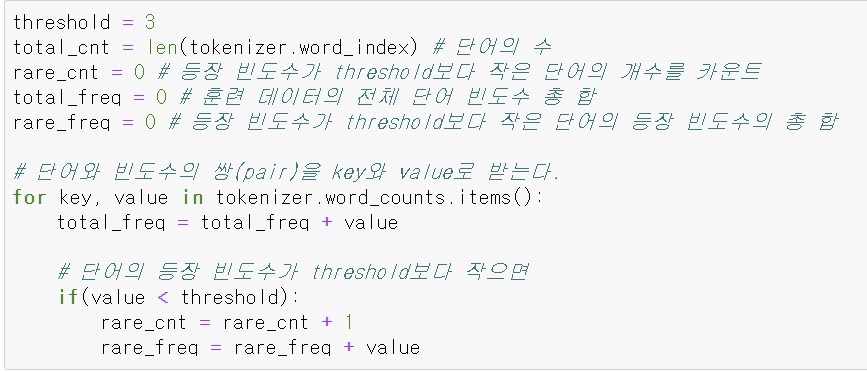 threshold = 3
total_cnt = len(tokenizer.word_index) # 단어의 수
rare_cnt = 0 # 등장 빈도수가 threshold보다 작은 단어의 개수를 카운트
total_freq = 0 # 훈련 데이터의 전체 단어 빈도수 총 합
rare_freq = 0 # 등장 빈도수가 threshold보다 작은 단어의 등장 빈도수의 총 합
# 단어와 빈도수의 쌍(pair)을 key와 value로 받는다.
for key, value in tokenizer.word_counts.items():
    total_freq = total_freq + value
    # 단어의 등장 빈도수가 threshold보다 작으면
    if(value < threshold):
        rare_cnt = rare_cnt + 1
        rare_freq = rare_freq + value